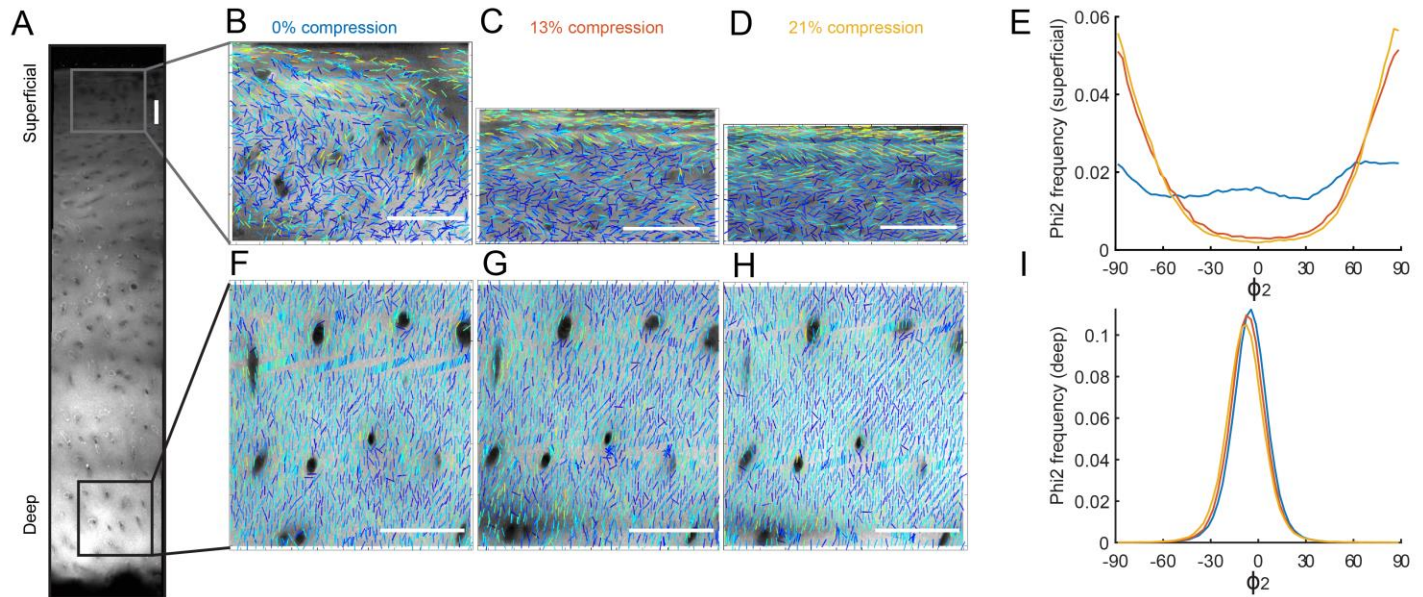 A
Superficial
Deep
B
0% compression
C
13% compression
D
21% compression
E
Phi2 frequency (superficial)
0.06
0.04
0.02
0
-90 -60 -30 0 30 60 90
ϕ2
F
G
H
I
Phi2 frequency (deep)
0.1
0.08
0.06
0.04
0.02
0
-90 -60 -30 0 30 60 90
ϕ2